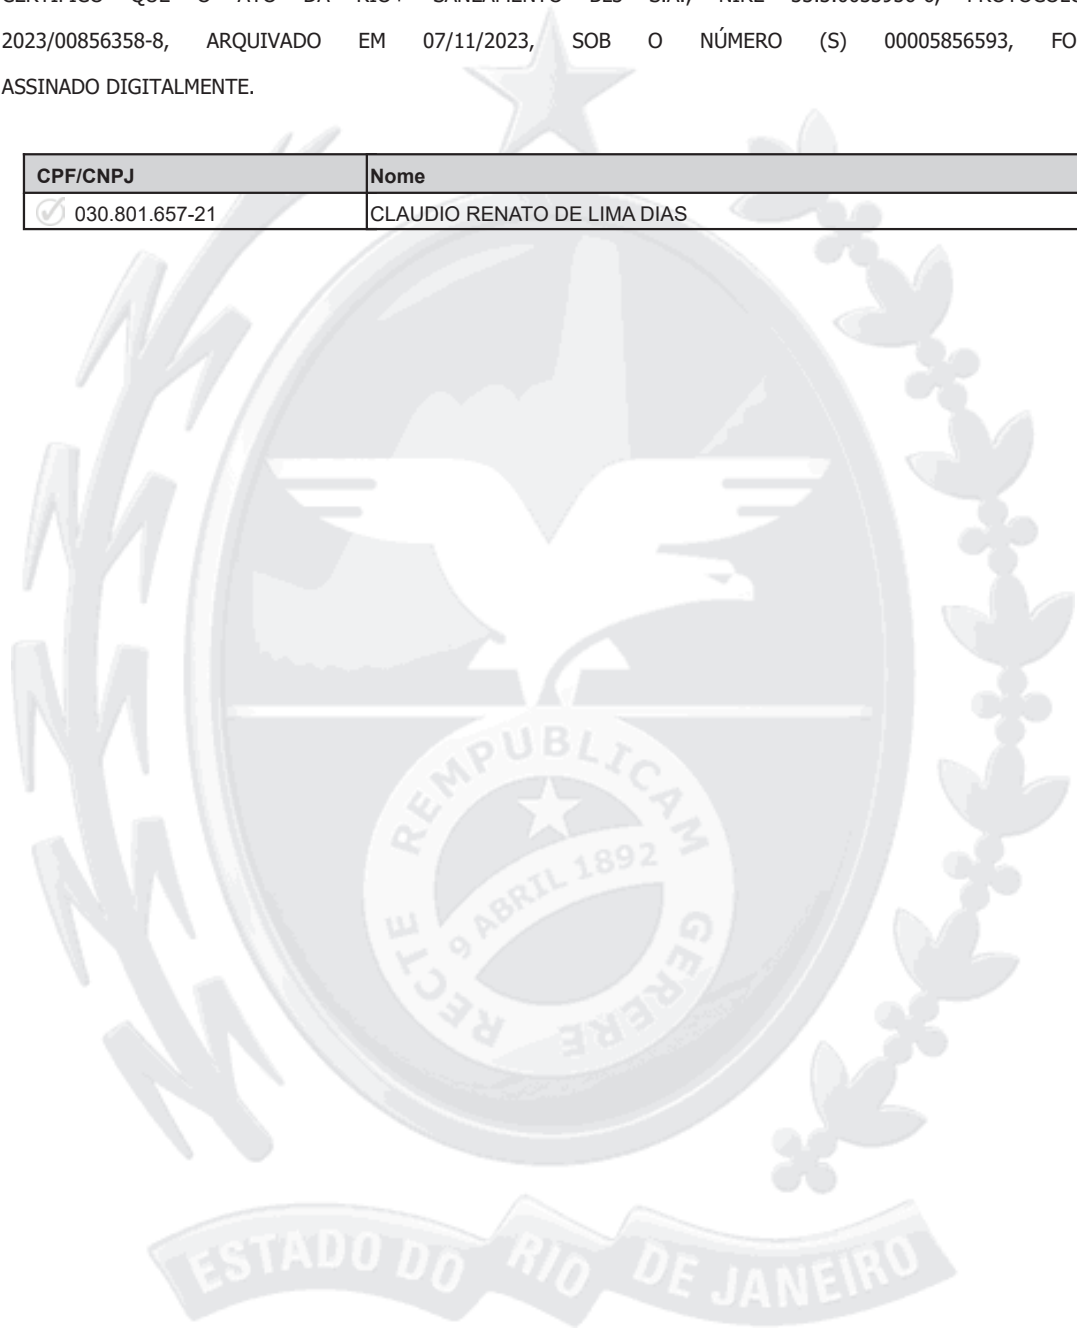 2023/00856358-8, ARQUIVADO EM 07/11/2023, SOB O NÚMERO (S) 00005856593, FO
ASSINADO DIGITALMENTE.
CPF/CNPJ Nome
030.801.657-21 CLAUDIO RENATO DE LIMA DIAS
RECTE REMPUBLICAM GERERE
9 ABRIL 1892
ESTADO DO RIO DE JANEIRO